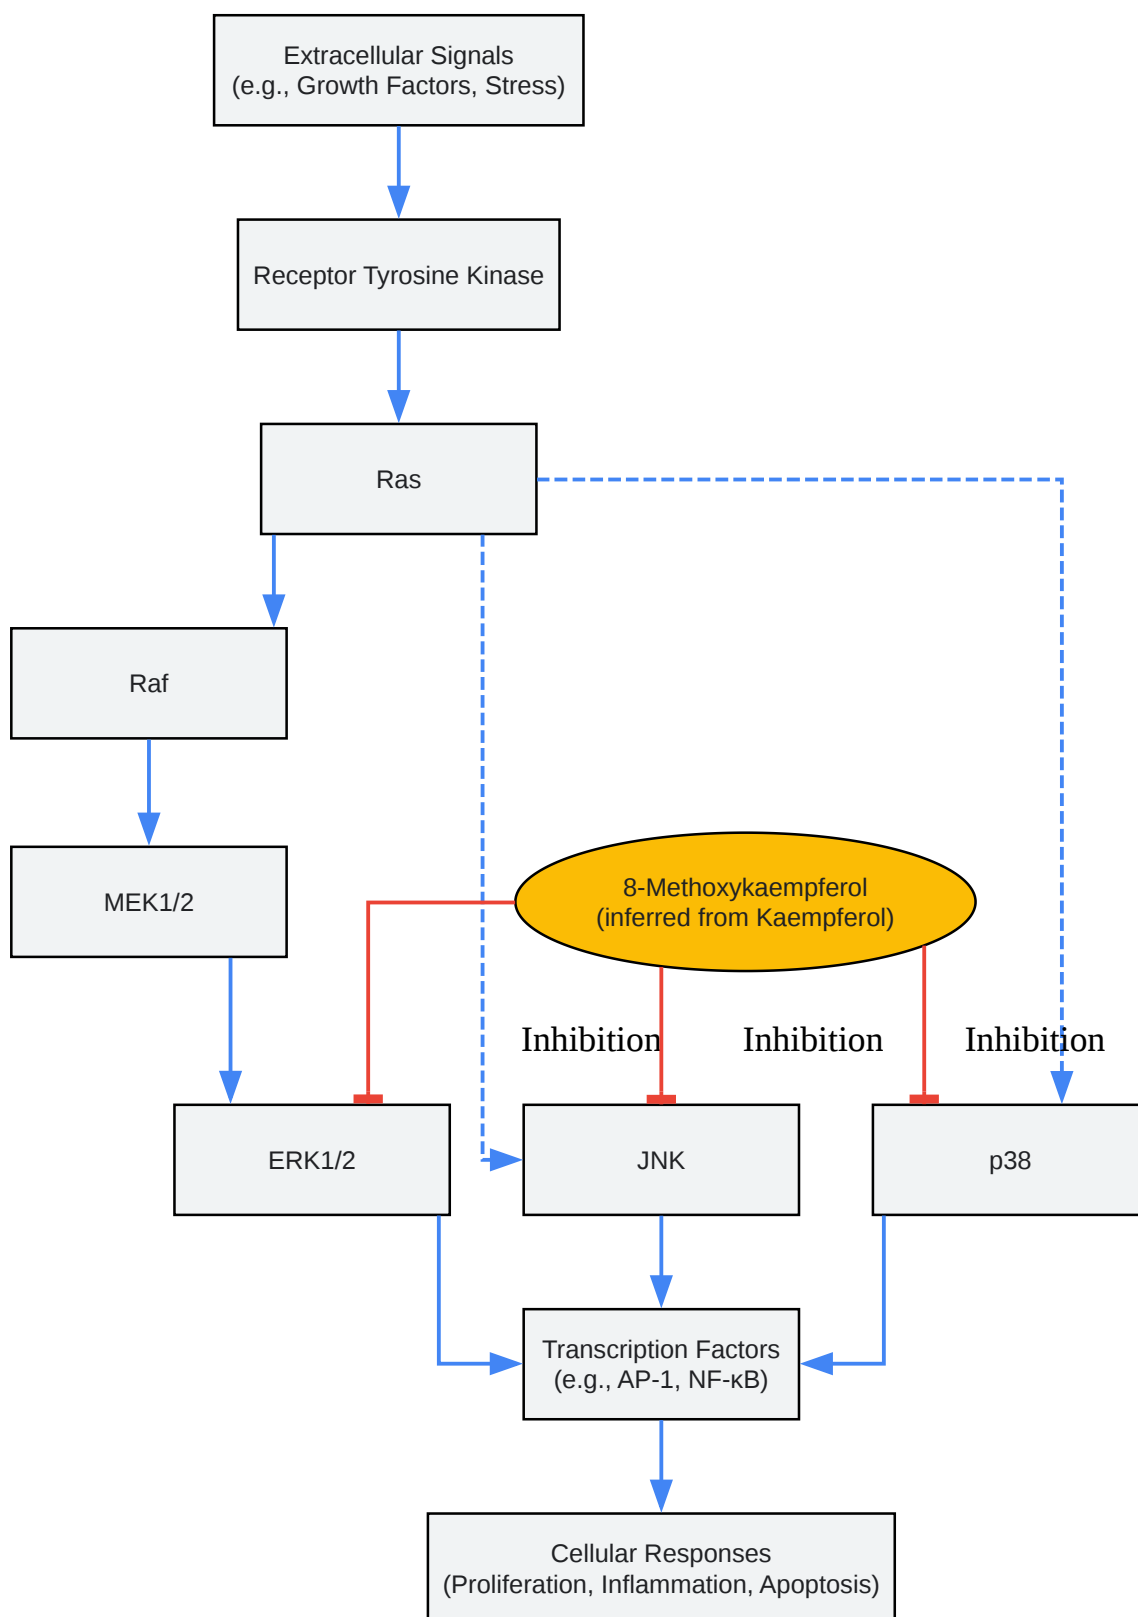 Extracellular Signals
(e.g., Growth Factors, Stress)
Receptor Tyrosine Kinase
Ras
Raf
MEK1/2
8-Methoxykaempferol
(inferred from Kaempferol)
Inhibition
Inhibition
Inhibition
ERK1/2
JNK
p38
Transcription Factors
(e.g., AP-1, NF-κB)
Cellular Responses
(Proliferation, Inflammation, Apoptosis)